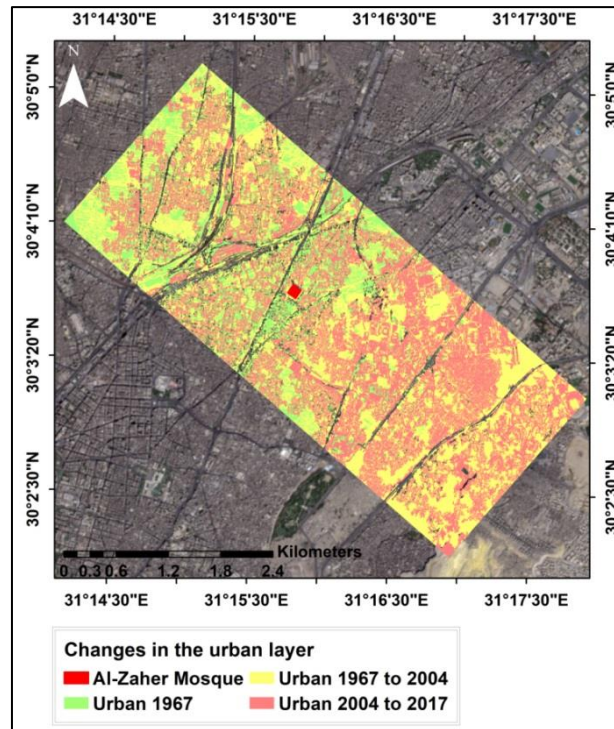 31°14'30"E 31°15'30"E 31°16'30"E 31°17'30"E
N
30°5'0"N 30°5'0"N
30°4'10"N 30°4'10"N
30°3'20"N 30°3'20"N
30°2'30"N 30°2'30"N
Kilometers
0 0.3 0.6 1.2 1.8 2.4
31°14'30"E 31°15'30"E 31°16'30"E 31°17'30"E
Changes in the urban layer
Al-Zaher Mosque Urban 1967 to 2004
Urban 1967 Urban 2004 to 2017